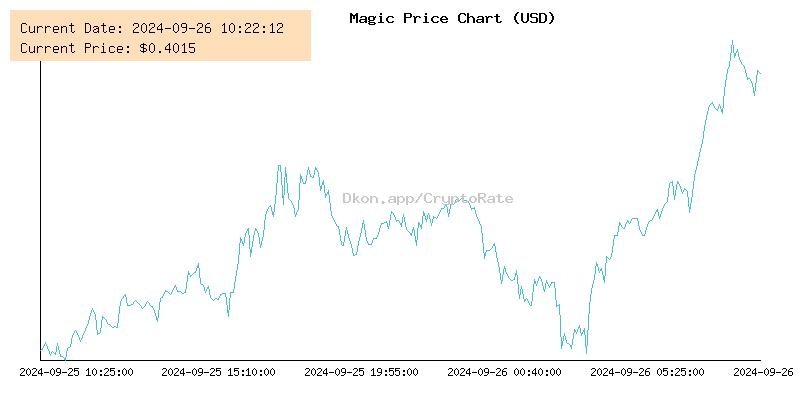 Magic Price Chart (USD)
Current Date: 2024-09-26 10:22:12
Current Price: $0.4015
Dkon.app/CryptoRate
2024-09-25 10:25:00 2024-09-25 15:10:00 2024-09-25 19:55:00 2024-09-26 00:40:00 2024-09-26 05:25:00 2024-09-26